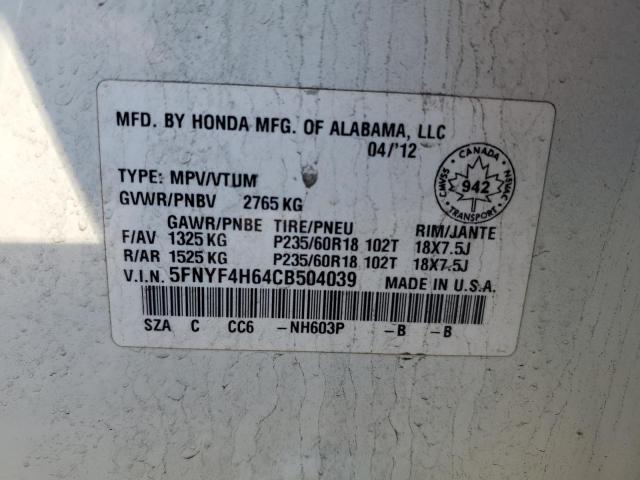 MFD. BY HONDA MFG. OF ALABAMA, LLC
04/'12
TYPE: MPV/VTUM
GVWR/PNBV 2765 KG
GAWR/PNBE TIRE/PNEU RIM/JANTE
F/AV 1325 KG P235/60R18 102T 18X7.5J
R/AR 1525 KG P235/60R18 102T 18X7.5J
V.I.N. 5FNYF4H64CB504039 MADE IN U.S.A.
SZA C CC6 -NH603P -B -B
CANADA
CMVSS 942 NSVAC
TRANSPORT